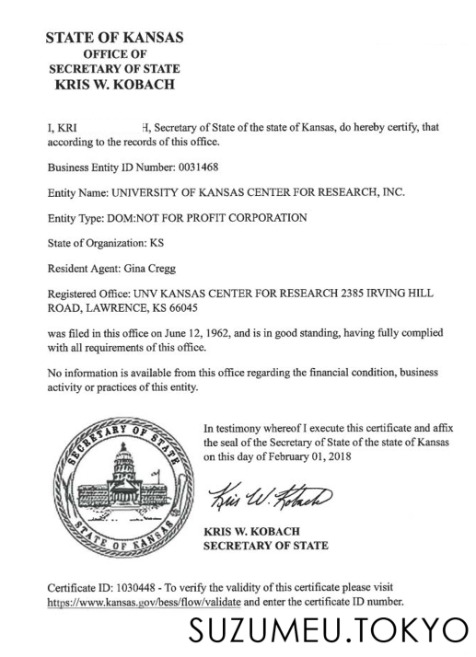 STATE OF KANSAS
OFFICE OF
SECRETARY OF STATE
KRIS W. KOBACH
I, KRI H, Secretary of State of the state of Kansas, do hereby certify, that
according to the records of this office.
Business Entity ID Number: 0031468
Entity Name: UNIVERSITY OF KANSAS CENTER FOR RESEARCH, INC.
Entity Type: DOM:NOT FOR PROFIT CORPORATION
State of Organization: KS
Resident Agent: Gina Cregg
Registered Office: UNV KANSAS CENTER FOR RESEARCH 2385 IRVING HILL
ROAD, LAWRENCE, KS 66045
was filed in this office on June 12, 1962, and is in good standing, having fully complied
with all requirements of this office.
No information is available from this office regarding the financial condition, business
activity or practices of this entity.
SECRETARY OF STATE
STATE OF KANSAS
In testimony whereof I execute this certificate and affix
the seal of the Secretary of State of the state of Kansas
on this day of February 01, 2018
Kris W. Kobach
KRIS W. KOBACH
SECRETARY OF STATE
Certificate ID: 1030448 - To verify the validity of this certificate please visit
https://www.kansas.gov/bess/flow/validate and enter the certificate ID number.
SUZUMEU.TOKYO